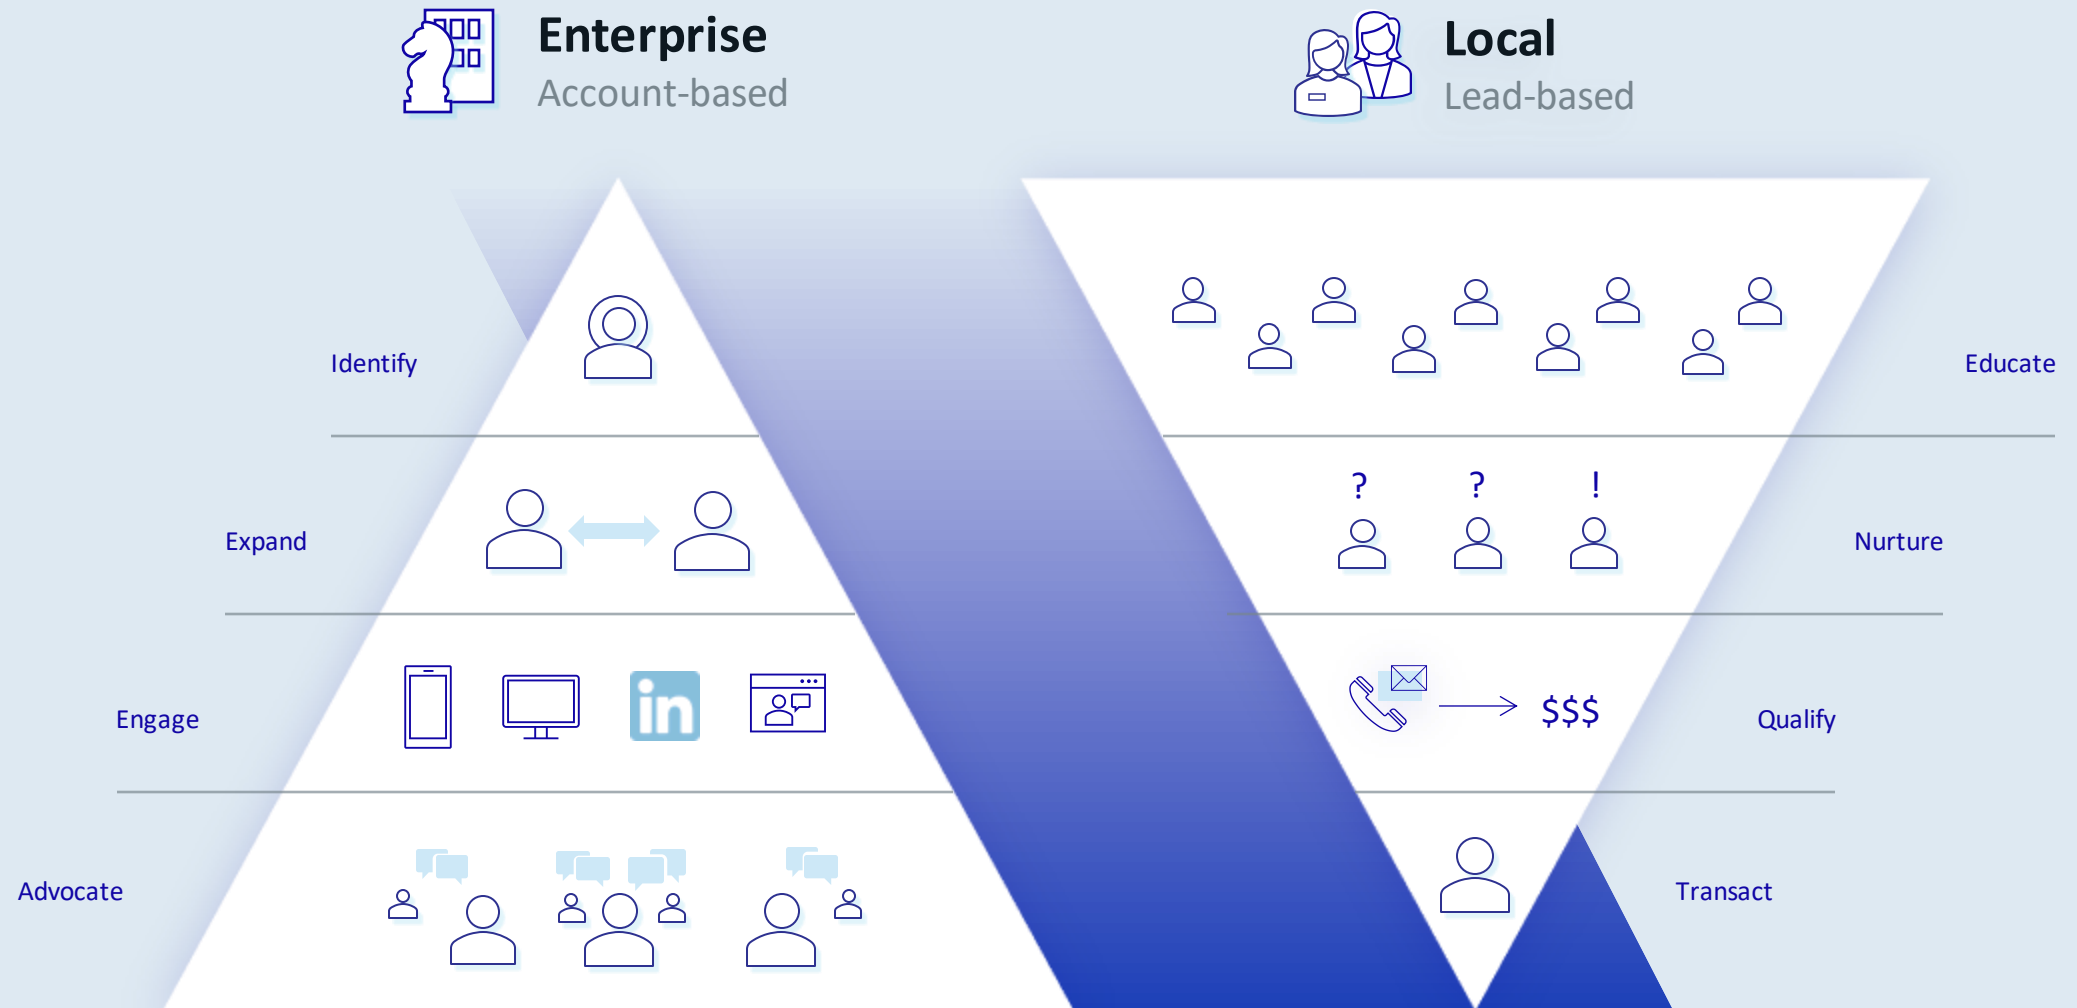 Enterprise
Account-based
Identify
Expand
Engage
in
Advocate
Local
Lead-based
Educate
? ? !
Nurture
$$$
Qualify
Transact